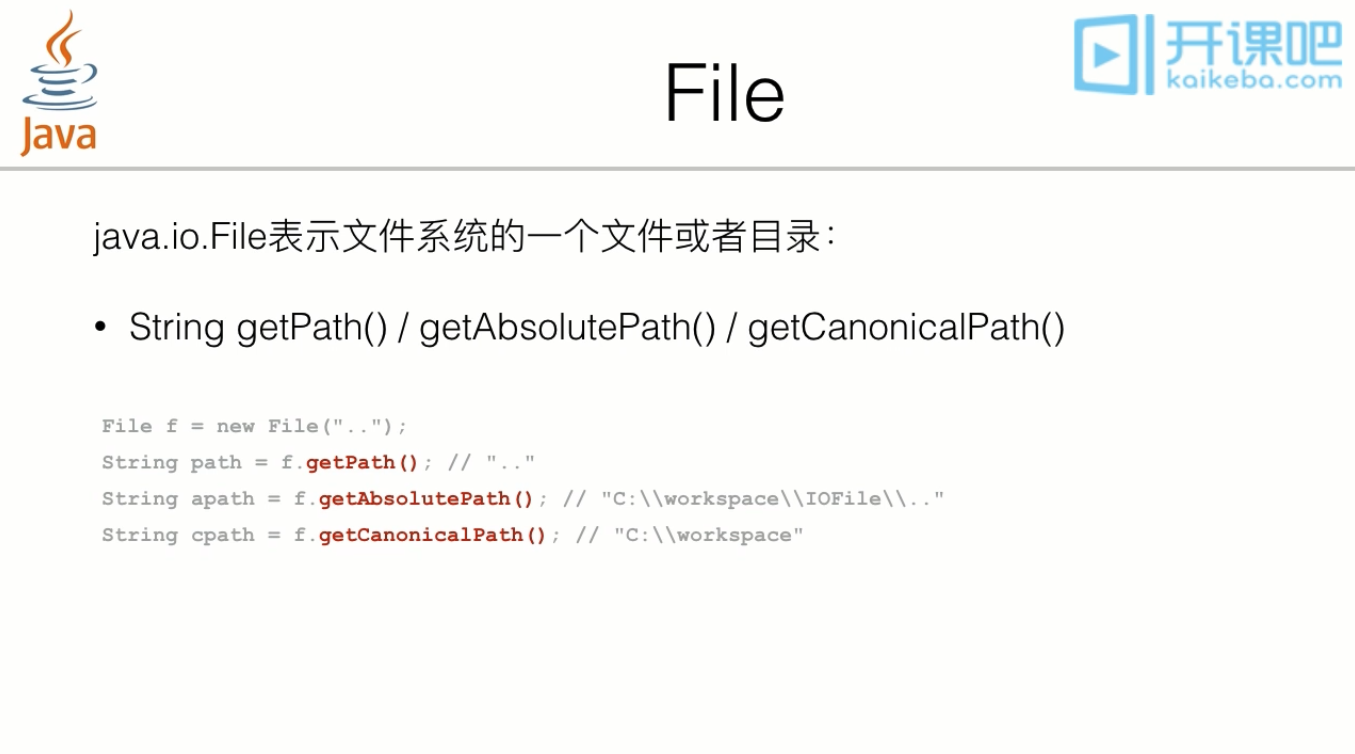 Java
开课吧
kaikeba.com
File
java.io.File表示文件系统的一个文件或者目录：
• String getPath() / getAbsolutePath() / getCanonicalPath()
File f = new File("..");
String path = f.getPath(); // ".."
String apath = f.getAbsolutePath(); // "C:\\workspace\\IOFile\\.."
String cpath = f.getCanonicalPath(); // "C:\\workspace"